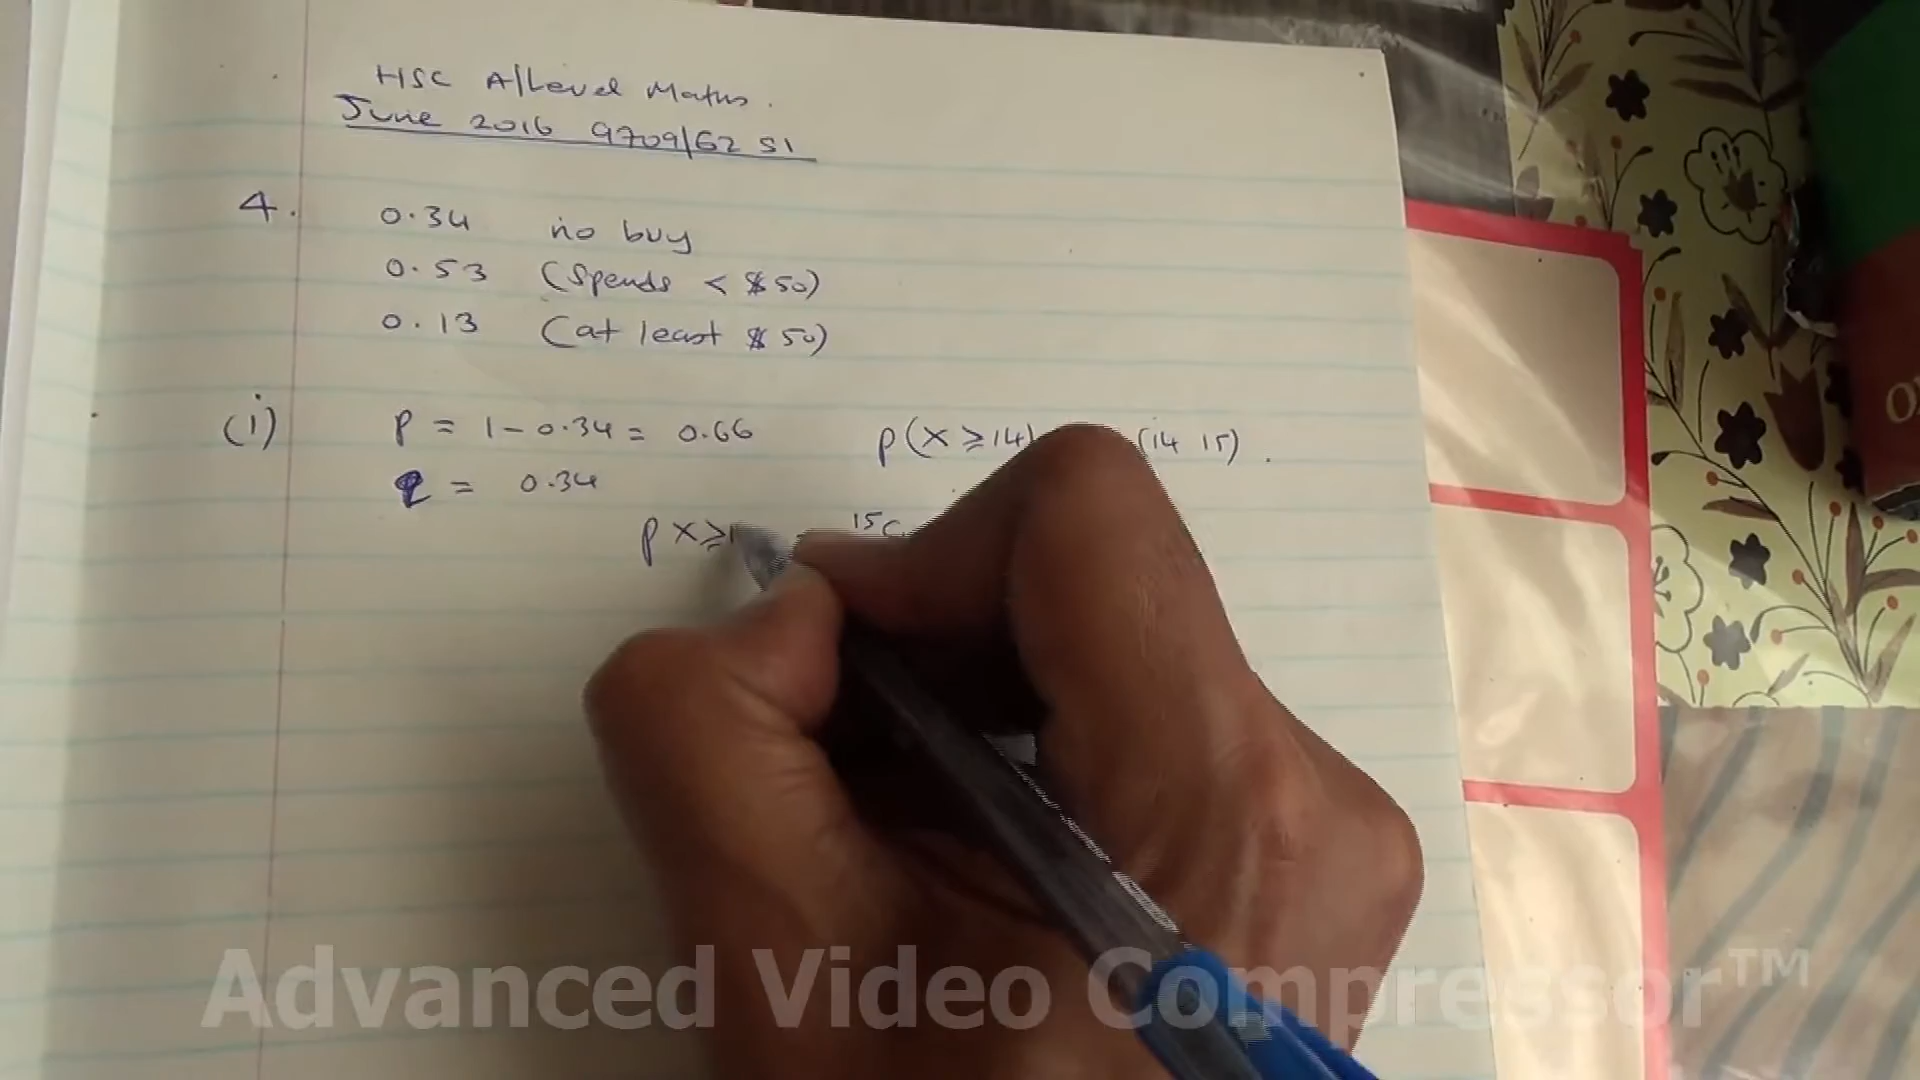 HSC A/Level Maths.
June 2016 9709/62 S1
4. 0.34 no buy
0.53 (Spends < $50)
0.13 (at least $50)
(i) p = 1 - 0.34 = 0.66 p(x ≥ 14) (14 15).
q = 0.34
p x ≥ 15C
Advanced Video Compressor™